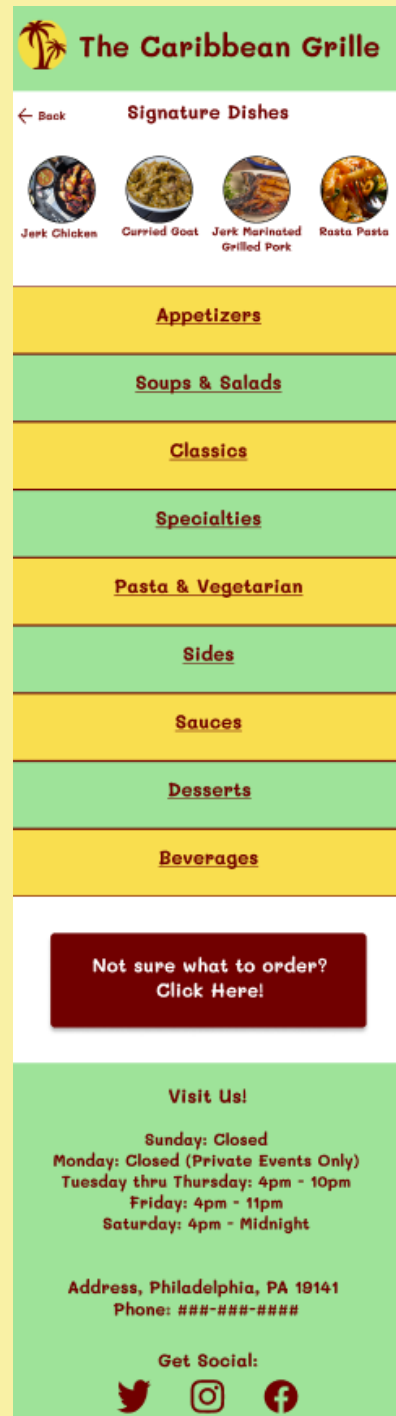 The Caribbean Grille
Back
Signature Dishes
Jerk Chicken
Curried Goat
Jerk Marinated
Grilled Pork
Rasta Pasta
Appetizers
Soups & Salads
Classics
Specialties
Pasta & Vegetarian
Sides
Sauces
Desserts
Beverages
Not sure what to order?
Click Here!
Visit Us!
Sunday: Closed
Monday: Closed (Private Events Only)
Tuesday thru Thursday: 4pm - 10pm
Friday: 4pm - 11pm
Saturday: 4pm - Midnight
Address, Philadelphia, PA 19141
Phone: ###-###-####
Get Social: